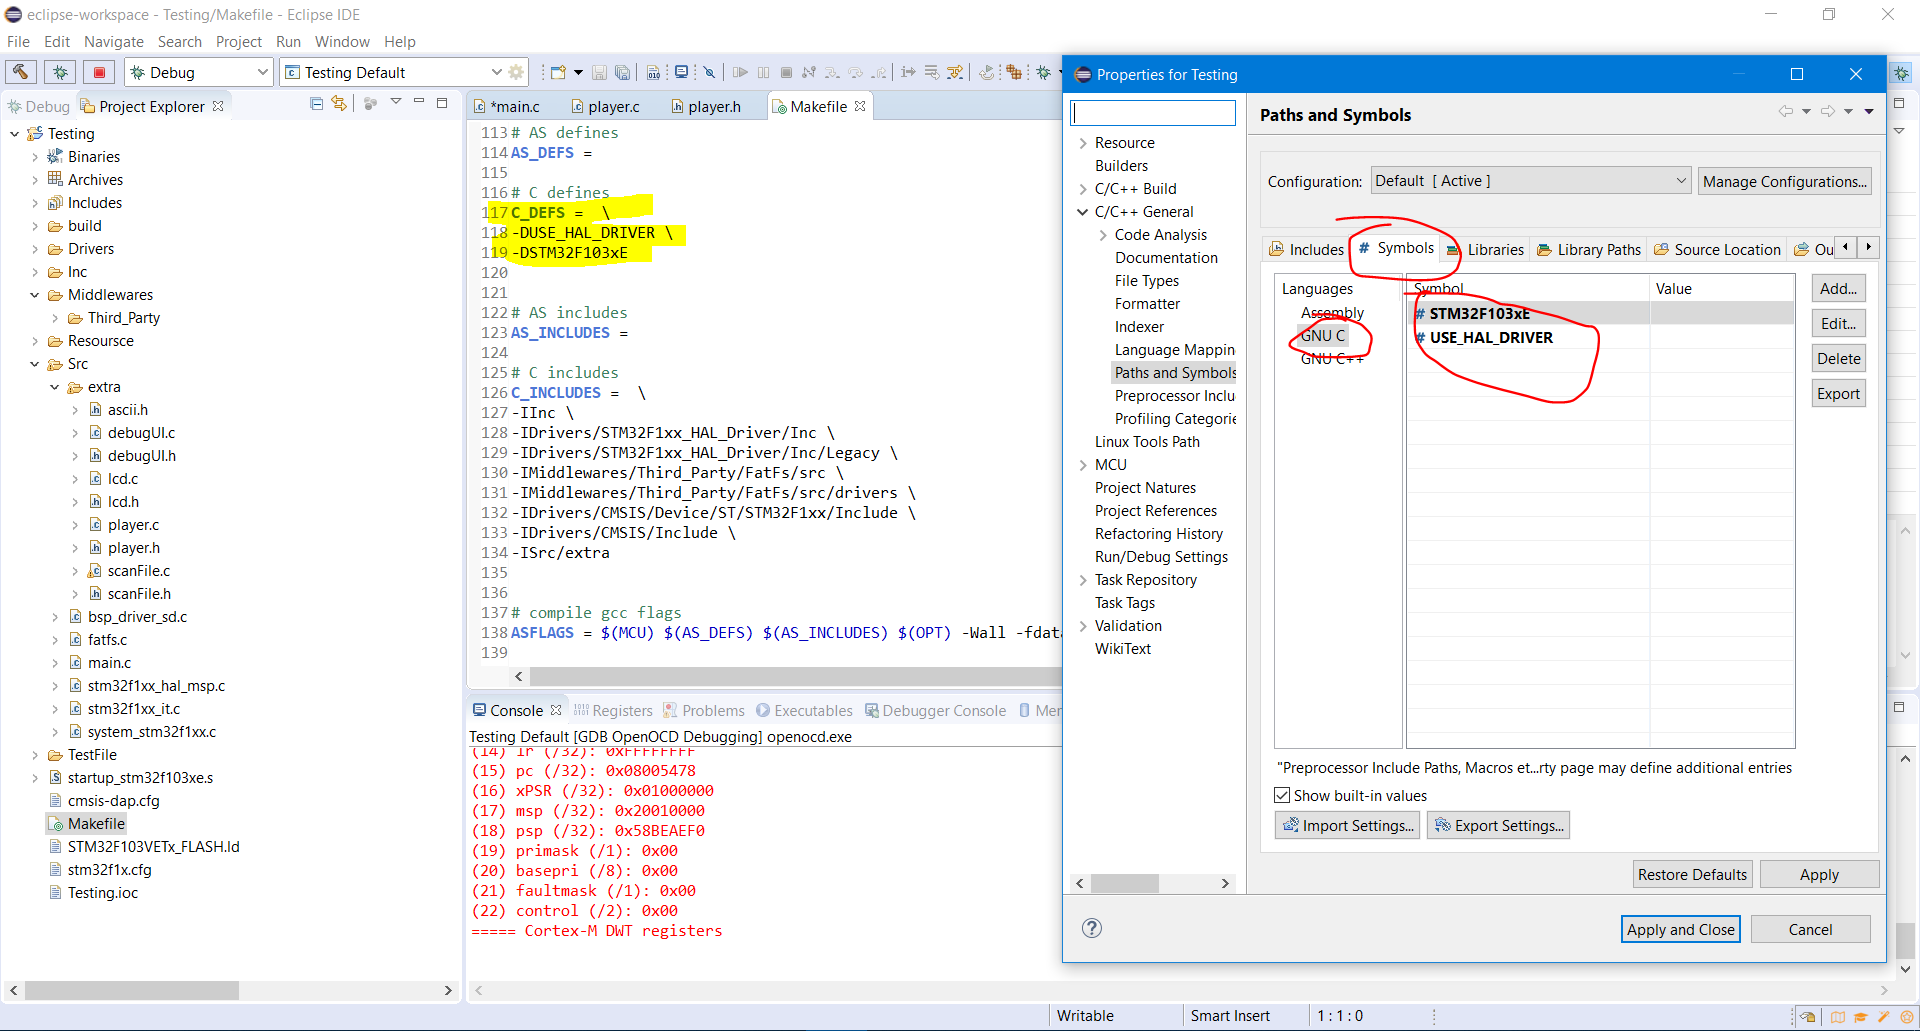 eclipse-workspace - Testing/Makefile - Eclipse IDE
File Edit Navigate Search Project Run Window Help
Debug
Testing Default
Debug
Project Explorer
Testing
Binaries
Archives
Includes
build
Drivers
Inc
Middlewares
Third_Party
Resoursce
Src
extra
ascii.h
debugUI.c
debugUI.h
lcd.c
lcd.h
player.c
player.h
scanFile.c
scanFile.h
bsp_driver_sd.c
fatfs.c
main.c
stm32f1xx_hal_msp.c
stm32f1xx_it.c
system_stm32f1xx.c
TestFile
startup_stm32f103xe.s
cmsis-dap.cfg
Makefile
STM32F103VETx_FLASH.ld
stm32f1x.cfg
Testing.ioc
*main.c player.c player.h Makefile
113 # AS defines
114 AS_DEFS =
115
116 # C defines
117 C_DEFS =  \
118 -DUSE_HAL_DRIVER \
119 -DSTM32F103xE
120
121
122 # AS includes
123 AS_INCLUDES =
124
125 # C includes
126 C_INCLUDES =  \
127 -IInc \
128 -IDrivers/STM32F1xx_HAL_Driver/Inc \
129 -IDrivers/STM32F1xx_HAL_Driver/Inc/Legacy \
130 -IMiddlewares/Third_Party/FatFs/src \
131 -IMiddlewares/Third_Party/FatFs/src/drivers \
132 -IDrivers/CMSIS/Device/ST/STM32F1xx/Include \
133 -IDrivers/CMSIS/Include \
134 -ISrc/extra
135
136
137 # compile gcc flags
138 ASFLAGS = $(MCU) $(AS_DEFS) $(AS_INCLUDES) $(OPT) -Wall -fdat
139
Console Registers Problems Executables Debugger Console Mer
Testing Default [GDB OpenOCD Debugging] openocd.exe
(14) lr (/32): 0xFFFFFFFF
(15) pc (/32): 0x08005478
(16) xPSR (/32): 0x01000000
(17) msp (/32): 0x20010000
(18) psp (/32): 0x58BEAEF0
(19) primask (/1): 0x00
(20) basepri (/8): 0x00
(21) faultmask (/1): 0x00
(22) control (/2): 0x00
===== Cortex-M DWT registers
Properties for Testing
Resource
Builders
C/C++ Build
C/C++ General
Code Analysis
Documentation
File Types
Formatter
Indexer
Language Mappin
Paths and Symbols
Preprocessor Inclu
Profiling Categorie
Linux Tools Path
MCU
Project Natures
Project References
Refactoring History
Run/Debug Settings
Task Repository
Task Tags
Validation
WikiText
Paths and Symbols
Configuration: Default [ Active ] Manage Configurations...
Includes # Symbols Libraries Library Paths Source Location Ou
Languages
Assembly
GNU C
GNU C++
Symbol Value
# STM32F103xE
# USE_HAL_DRIVER
Add...
Edit...
Delete
Export
"Preprocessor Include Paths, Macros et...rty page may define additional entries
Show built-in values
Import Settings... Export Settings...
Restore Defaults Apply
Apply and Close Cancel
Writable Smart Insert 1 : 1 : 0